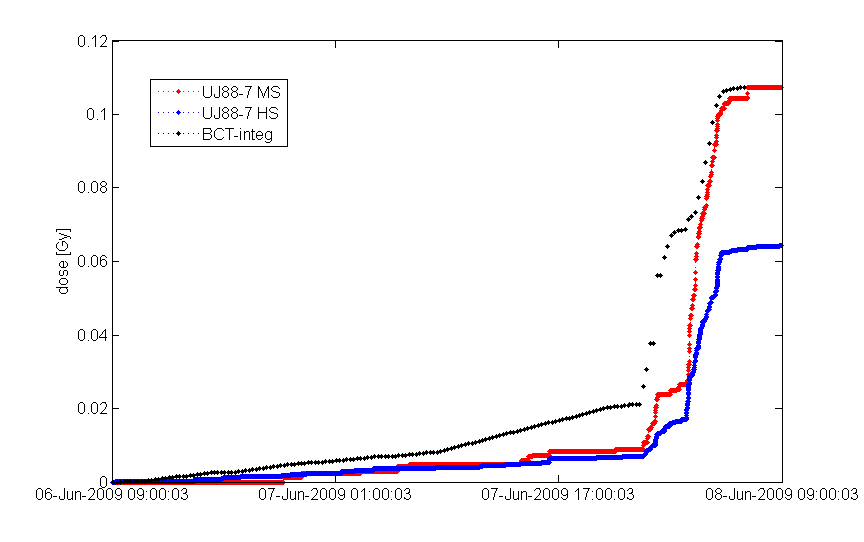 0.12
0.1
0.08
0.06
0.04
0.02
0
dose [Gy]
UJ88-7 MS
UJ88-7 HS
BCT-integ
06-Jun-2009 09:00:03
07-Jun-2009 01:00:03
07-Jun-2009 17:00:03
08-Jun-2009 09:00:03